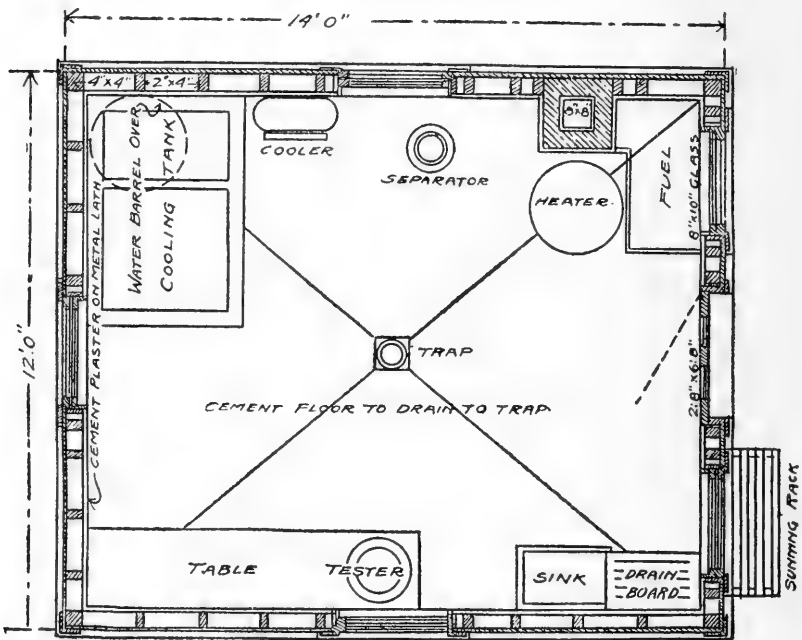 14'0"
4"x4"
2"x4"
8"x8"
COOLER
SEPARATOR
WATER BARREL OVER
COOLING TANK
HEATER
FUEL
8"x10" GLASS
12'0"
CEMENT PLASTER ON METAL LATH
TRAP
2'8"x6'8"
CEMENT FLOOR TO DRAIN TO TRAP
SUNNING RACK
TABLE
TESTER
SINK
DRAIN
BOARD